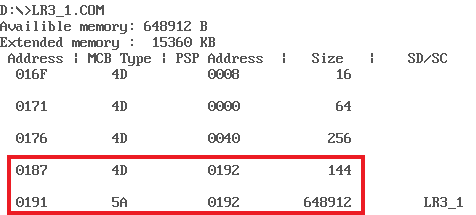 D:\>LR3_1.COM
Availible memory: 648912 B
Extended memory :  15360 KB
Address | MCB Type | PSP Address | Size | SD/SC
016F 4D 0008 16
0171 4D 0000 64
0176 4D 0040 256
0187 4D 0192 144
0191 5A 0192 648912 LR3_1